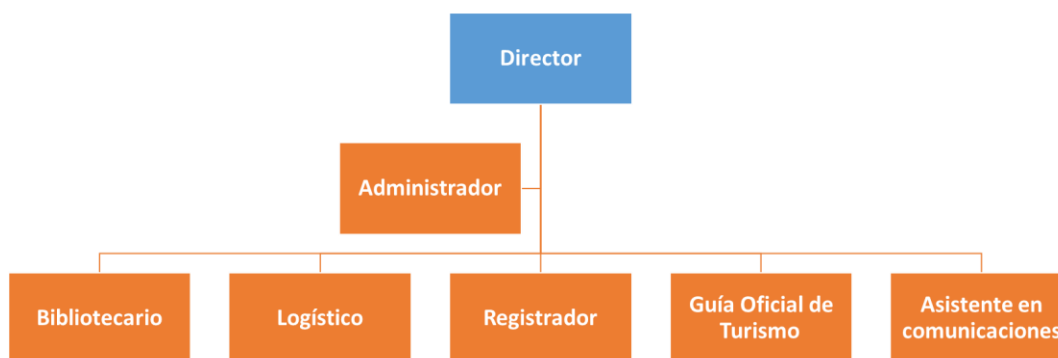 Director
Administrador
Bibliotecario
Logístico
Registrador
Guía Oficial de
Turismo
Asistente en
comunicaciones